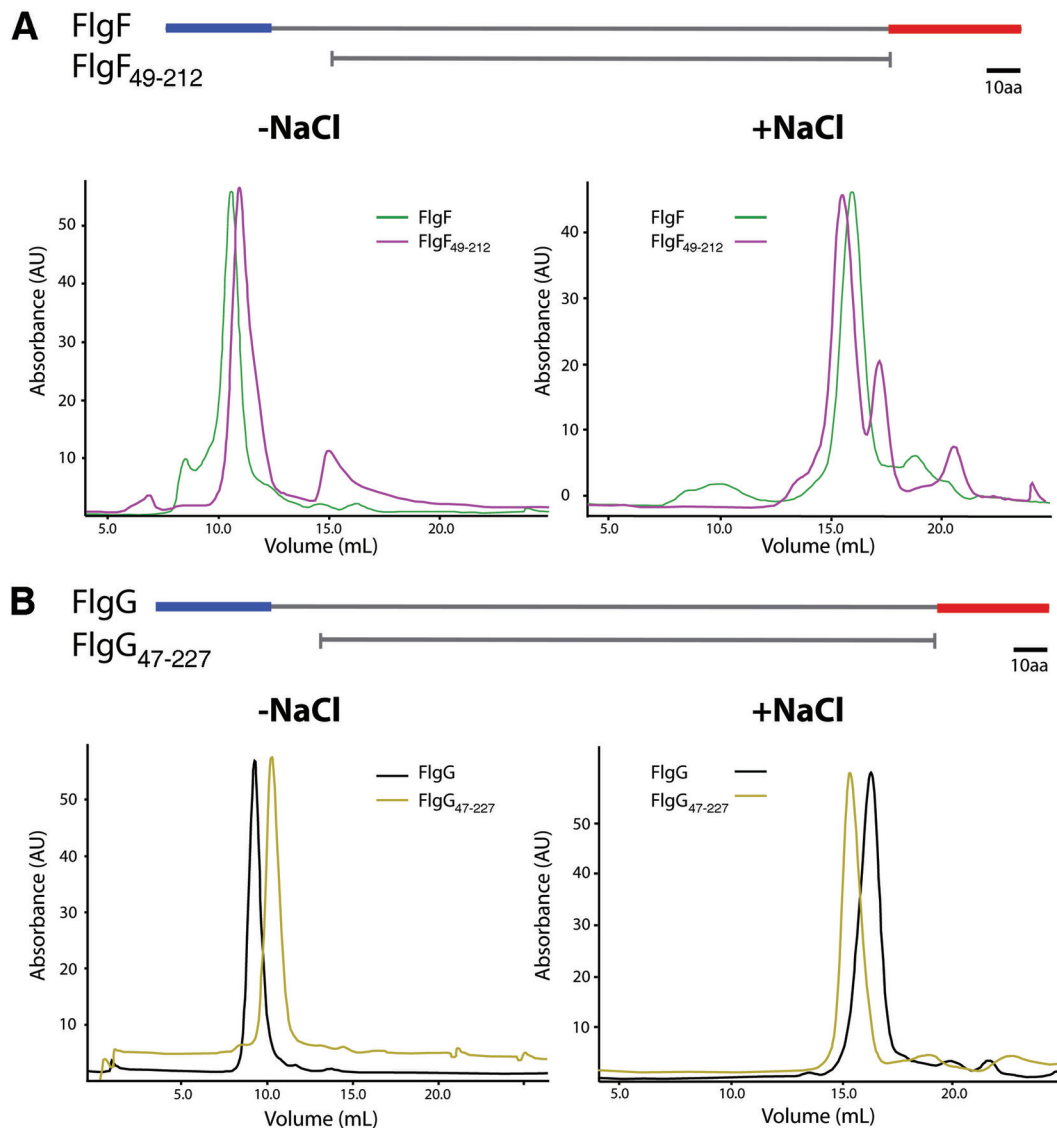 A FlgF
FlgF49-212
10aa
-NaCl +NaCl
FlgF
FlgF49-212
Absorbance (AU)
50
40
30
20
10
5.0 10.0 15.0 20.0
Volume (mL)
FlgF
FlgF49-212
Absorbance (AU)
40
30
20
10
0
5.0 10.0 15.0 20.0
Volume (mL)
B FlgG
FlgG47-227
10aa
-NaCl +NaCl
FlgG
FlgG47-227
Absorbance (AU)
50
40
30
20
10
5.0 10.0 15.0 20.0
Volume (mL)
FlgG
FlgG47-227
Absorbance (AU)
50
40
30
20
10
5.0 10.0 15.0 20.0
Volume (mL)